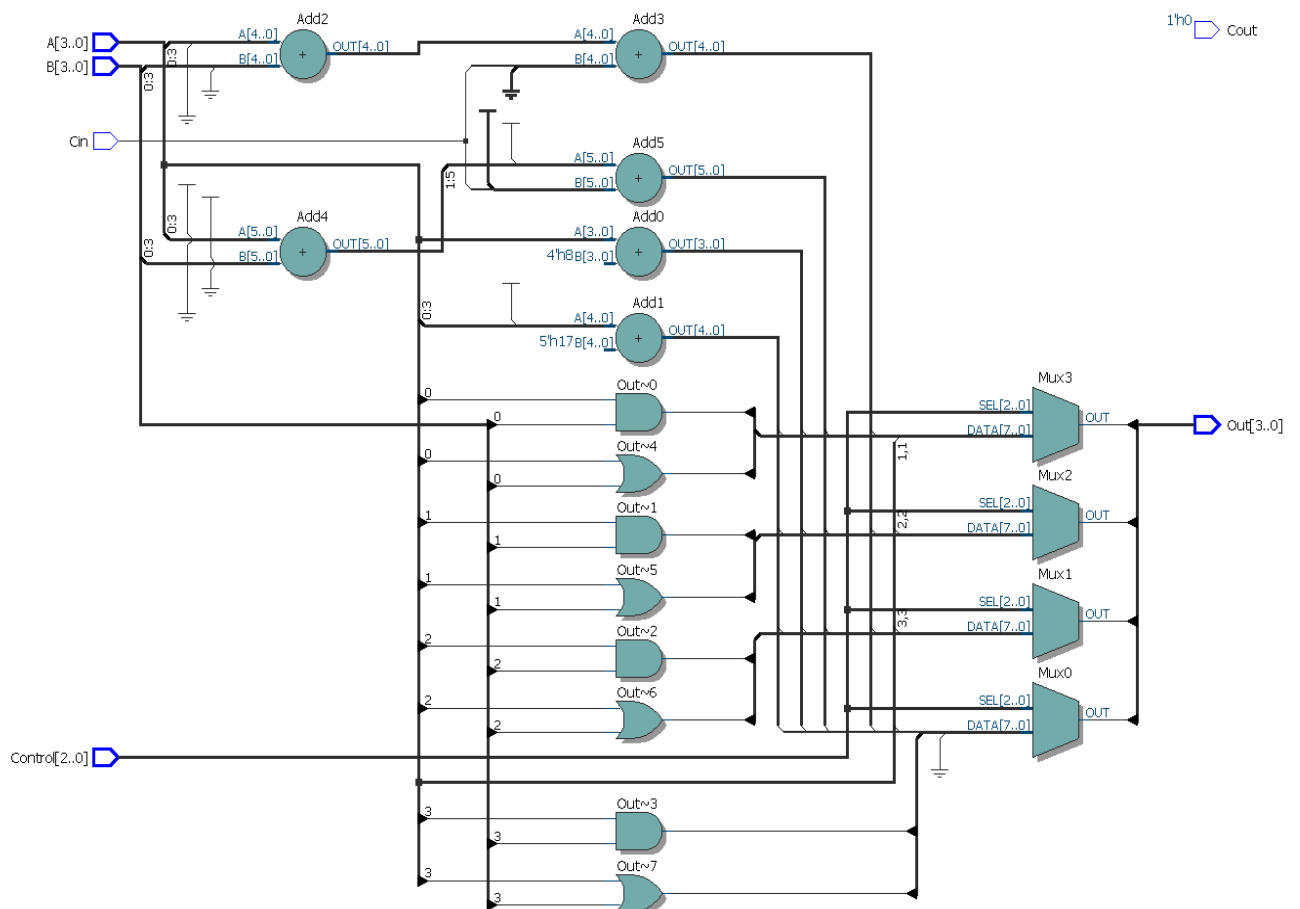 Add2
Add3
1'h0
Cout
A[3..0]
B[3..0]
0:3
0:3
A[4..0]
B[4..0]
OUT[4..0]
A[4..0]
B[4..0]
OUT[4..0]
Cin
Add5
A[5..0]
B[5..0]
OUT[5..0]
1:5
Add4
0:3
0:3
A[5..0]
B[5..0]
OUT[5..0]
Add0
A[3..0]
4'h8 B[3..0]
OUT[3..0]
Add1
0:3
A[4..0]
5'h17 B[4..0]
OUT[4..0]
Out~0
0
0
Out~4
0
0
Out~1
1
1
Out~5
1
1
Out~2
2
2
Out~6
2
2
Mux3
SEL[2..0]
DATA[7..0]
OUT
Out[3..0]
1,1
Mux2
SEL[2..0]
DATA[7..0]
OUT
2,2
Mux1
SEL[2..0]
DATA[7..0]
OUT
3,3
Mux0
SEL[2..0]
DATA[7..0]
OUT
Control[2..0]
Out~3
3
3
Out~7
3
3